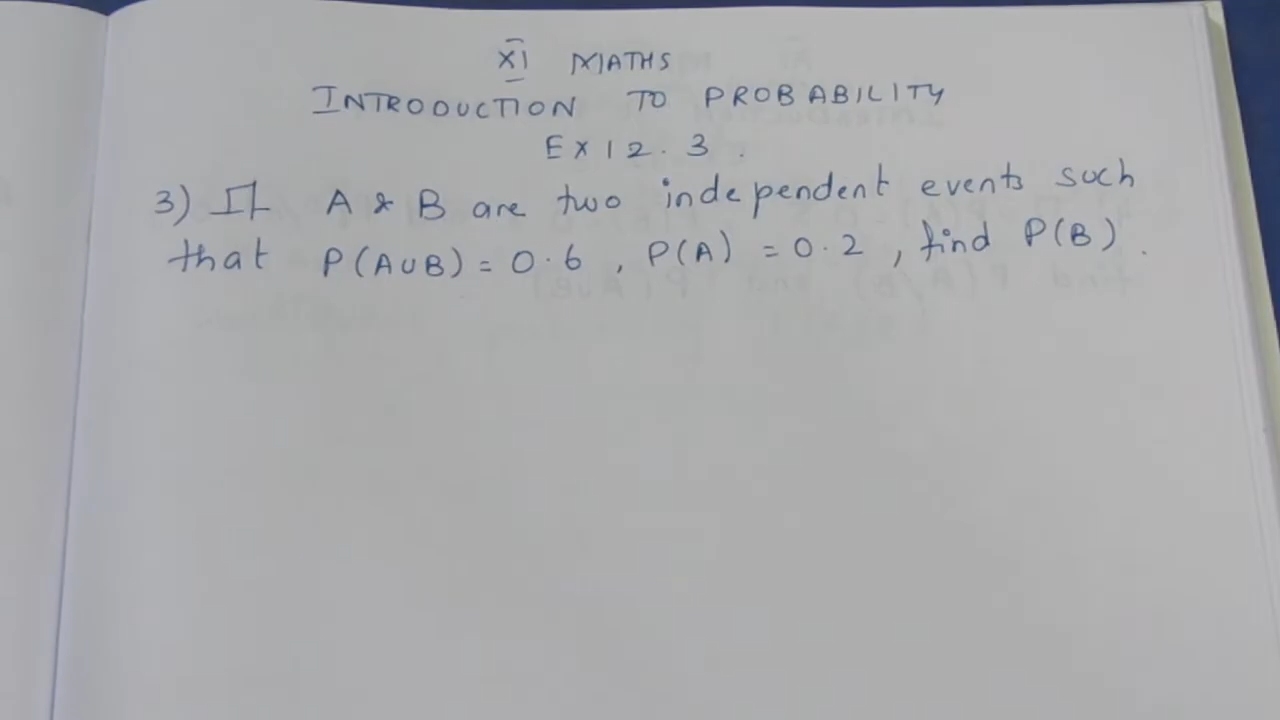 XI MATHS
INTRODUCTION TO PROBABILITY
EX 12.3.
3) If A & B are two independent events such
that P(A∪B) = 0.6, P(A) = 0.2, find P(B).